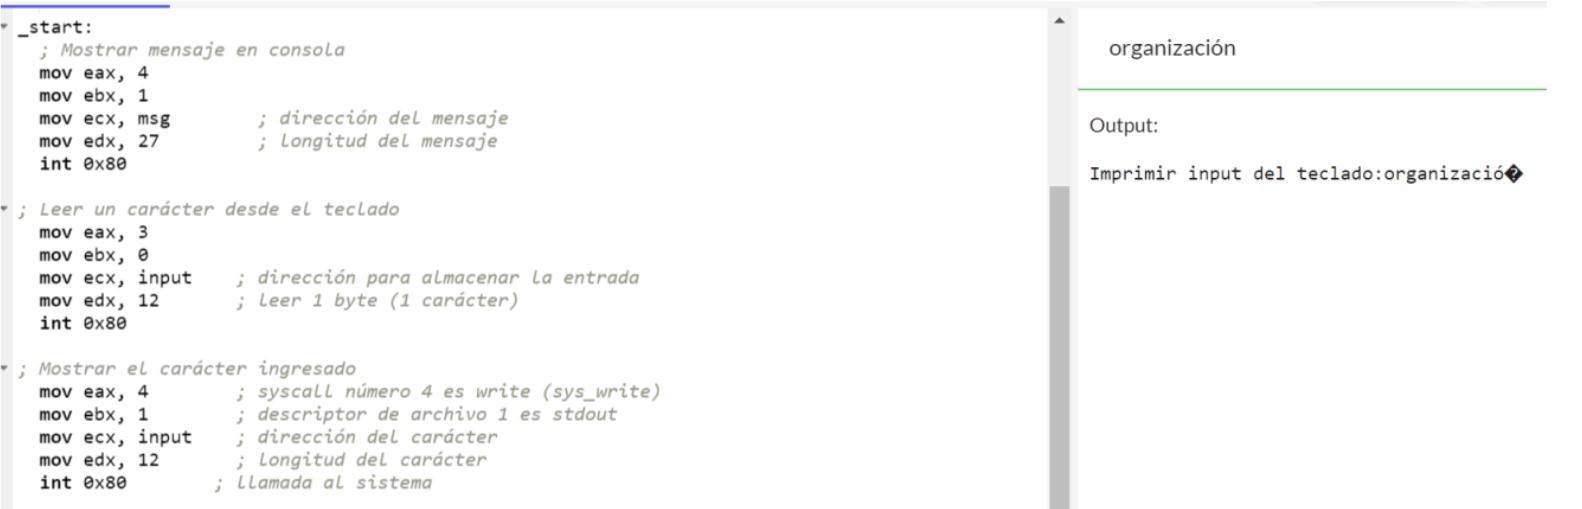 _start:
; Mostrar mensaje en consola
mov eax, 4
mov ebx, 1
mov ecx, msg ; dirección del mensaje
mov edx, 27 ; longitud del mensaje
int 0x80
; Leer un carácter desde el teclado
mov eax, 3
mov ebx, 0
mov ecx, input ; dirección para almacenar la entrada
mov edx, 12 ; leer 1 byte (1 carácter)
int 0x80
; Mostrar el carácter ingresado
mov eax, 4 ; syscall número 4 es write (sys_write)
mov ebx, 1 ; descriptor de archivo 1 es stdout
mov ecx, input ; dirección del carácter
mov edx, 12 ; longitud del carácter
int 0x80 ; llamada al sistema
organización
Output:
Imprimir input del teclado:organizació�